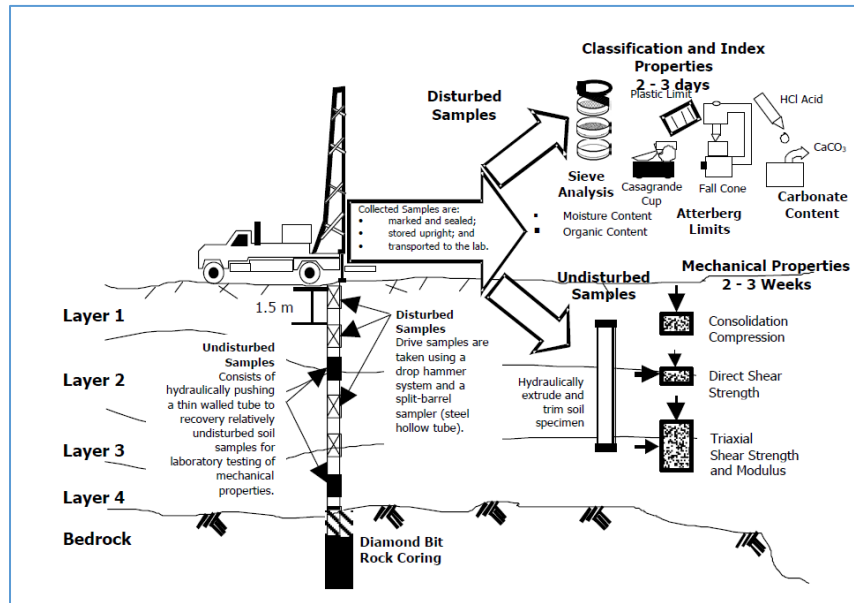 Classification and Index
Properties
2 - 3 days
Disturbed
Samples
Plastic Limit
HCl Acid
CaCO₃
Sieve
Analysis
Casagrande
Cup
Fall Cone
Atterberg
Limits
Carbonate
Content
▪ Moisture Content
▪ Organic Content
Collected Samples are:
• marked and sealed;
• stored upright; and
• transported to the lab.
Undisturbed
Samples
Mechanical Properties
2 - 3 Weeks
1.5 m
Layer 1
Layer 2
Layer 3
Layer 4
Bedrock
Undisturbed
Samples
Consists of
hydraulically pushing
a thin walled tube to
recovery relatively
undisturbed soil
samples for
laboratory testing of
mechanical
properties.
Disturbed
Samples
Drive samples are
taken using a
drop hammer
system and a
split-barrel
sampler (steel
hollow tube).
Hydraulically
extrude and
trim soil
specimen
Consolidation
Compression
Direct Shear
Strength
Triaxial
Shear Strength
and Modulus
Diamond Bit
Rock Coring